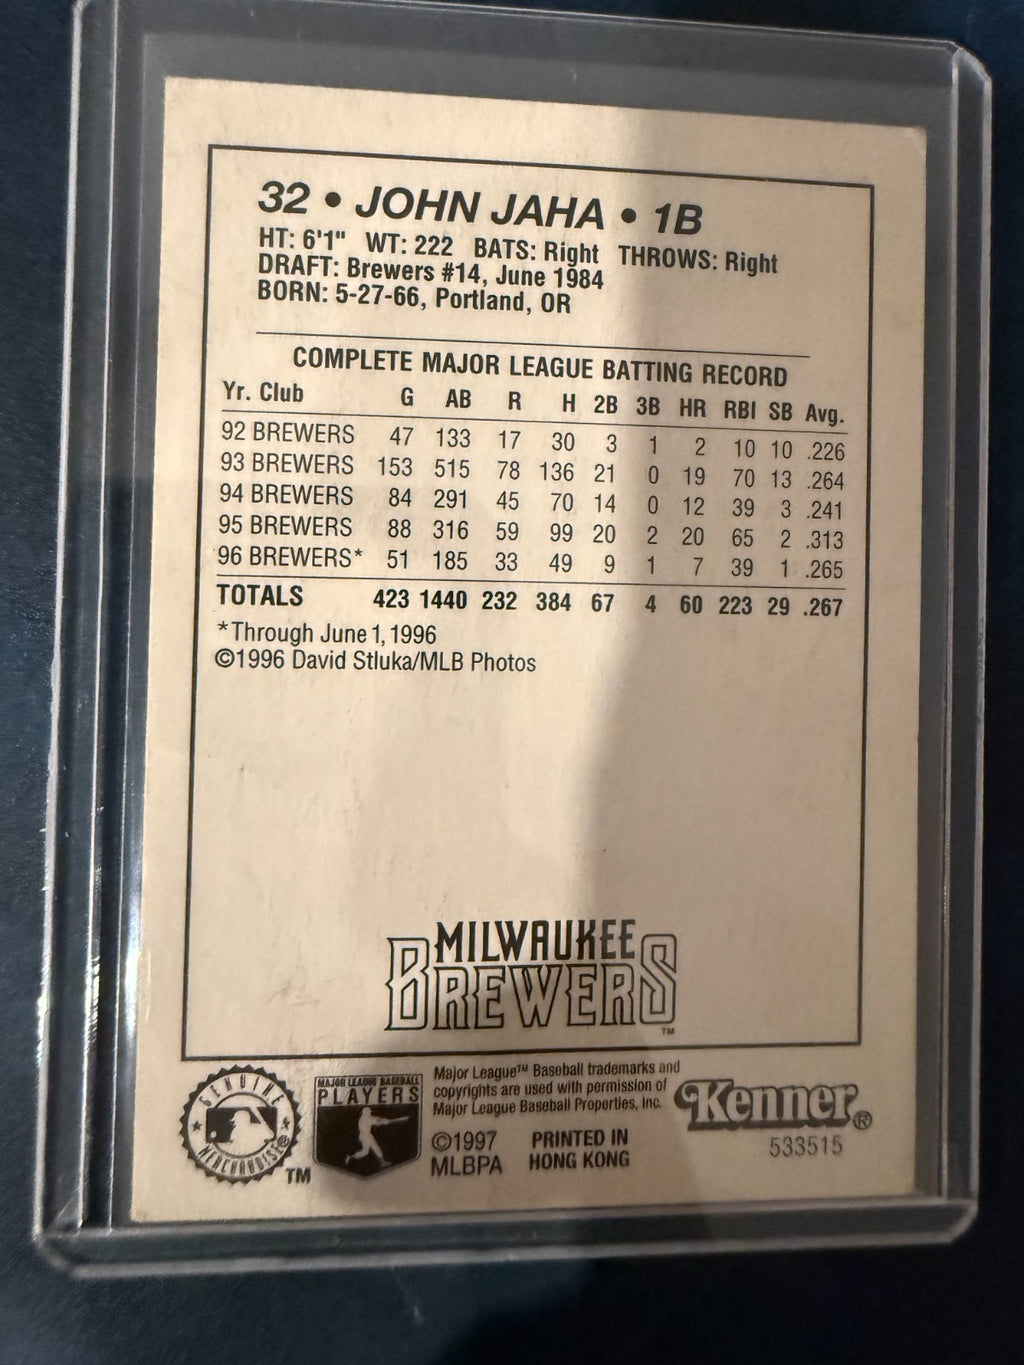 32 • JOHN JAHA • 1B
HT: 6'1" WT: 222 BATS: Right THROWS: Right
DRAFT: Brewers #14, June 1984
BORN: 5-27-66, Portland, OR
COMPLETE MAJOR LEAGUE BATTING RECORD
Yr. Club G AB R H 2B 3B HR RBI SB Avg.
92 BREWERS 47 133 17 30 3 1 2 10 10 .226
93 BREWERS 153 515 78 136 21 0 19 70 13 .264
94 BREWERS 84 291 45 70 14 0 12 39 3 .241
95 BREWERS 88 316 59 99 20 2 20 65 2 .313
96 BREWERS* 51 185 33 49 9 1 7 39 1 .265
TOTALS 423 1440 232 384 67 4 60 223 29 .267
*Through June 1, 1996
©1996 David Stluka/MLB Photos
MILWAUKEE
BREWERS
TM
GENUINE
MERCHANDISE®
TM
MAJOR LEAGUE BASEBALL
PLAYERS
Major League™ Baseball trademarks and
copyrights are used with permission of
Major League Baseball Properties, Inc.
©1997
MLBPA
PRINTED IN
HONG KONG
Kenner®
533515